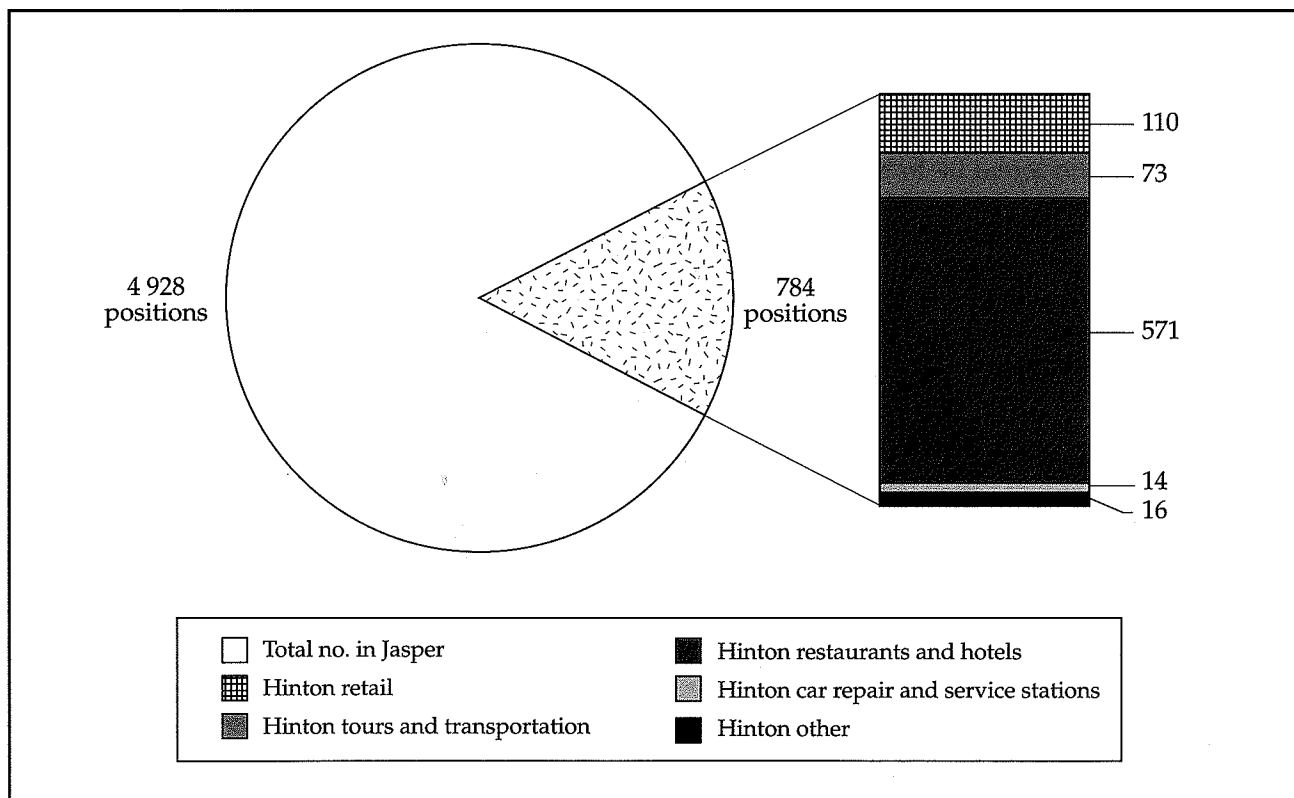 4 928
positions
784
positions
110
73
571
14
16
Total no. in Jasper
Hinton retail
Hinton tours and transportation
Hinton restaurants and hotels
Hinton car repair and service stations
Hinton other